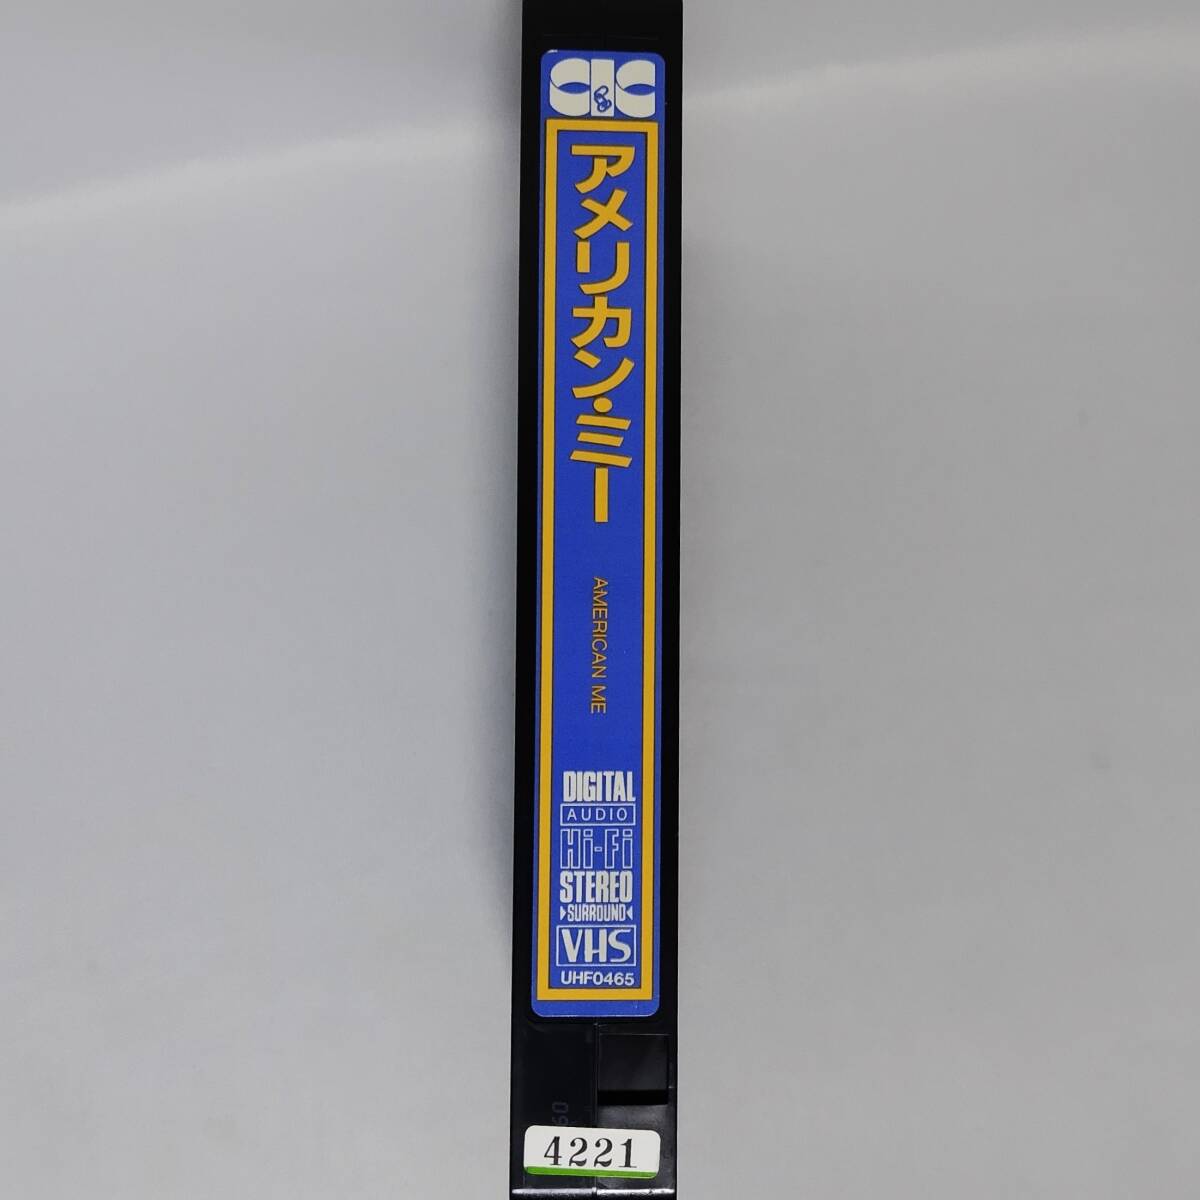 CIC
アメリカン・ミー
AMERICAN ME
DIGITAL
AUDIO
Hi-Fi
STEREO
SURROUND
VHS
UHF0465
4221